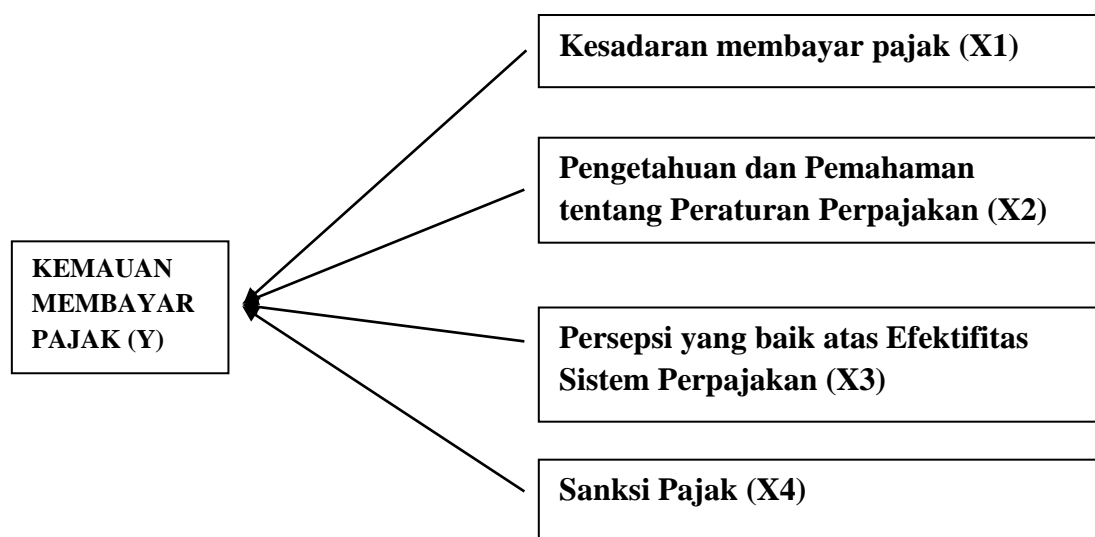 Kesadaran membayar pajak (X1)
Pengetahuan dan Pemahaman
tentang Peraturan Perpajakan (X2)
KEMAUAN
MEMBAYAR
PAJAK (Y)
Persepsi yang baik atas Efektifitas
Sistem Perpajakan (X3)
Sanksi Pajak (X4)